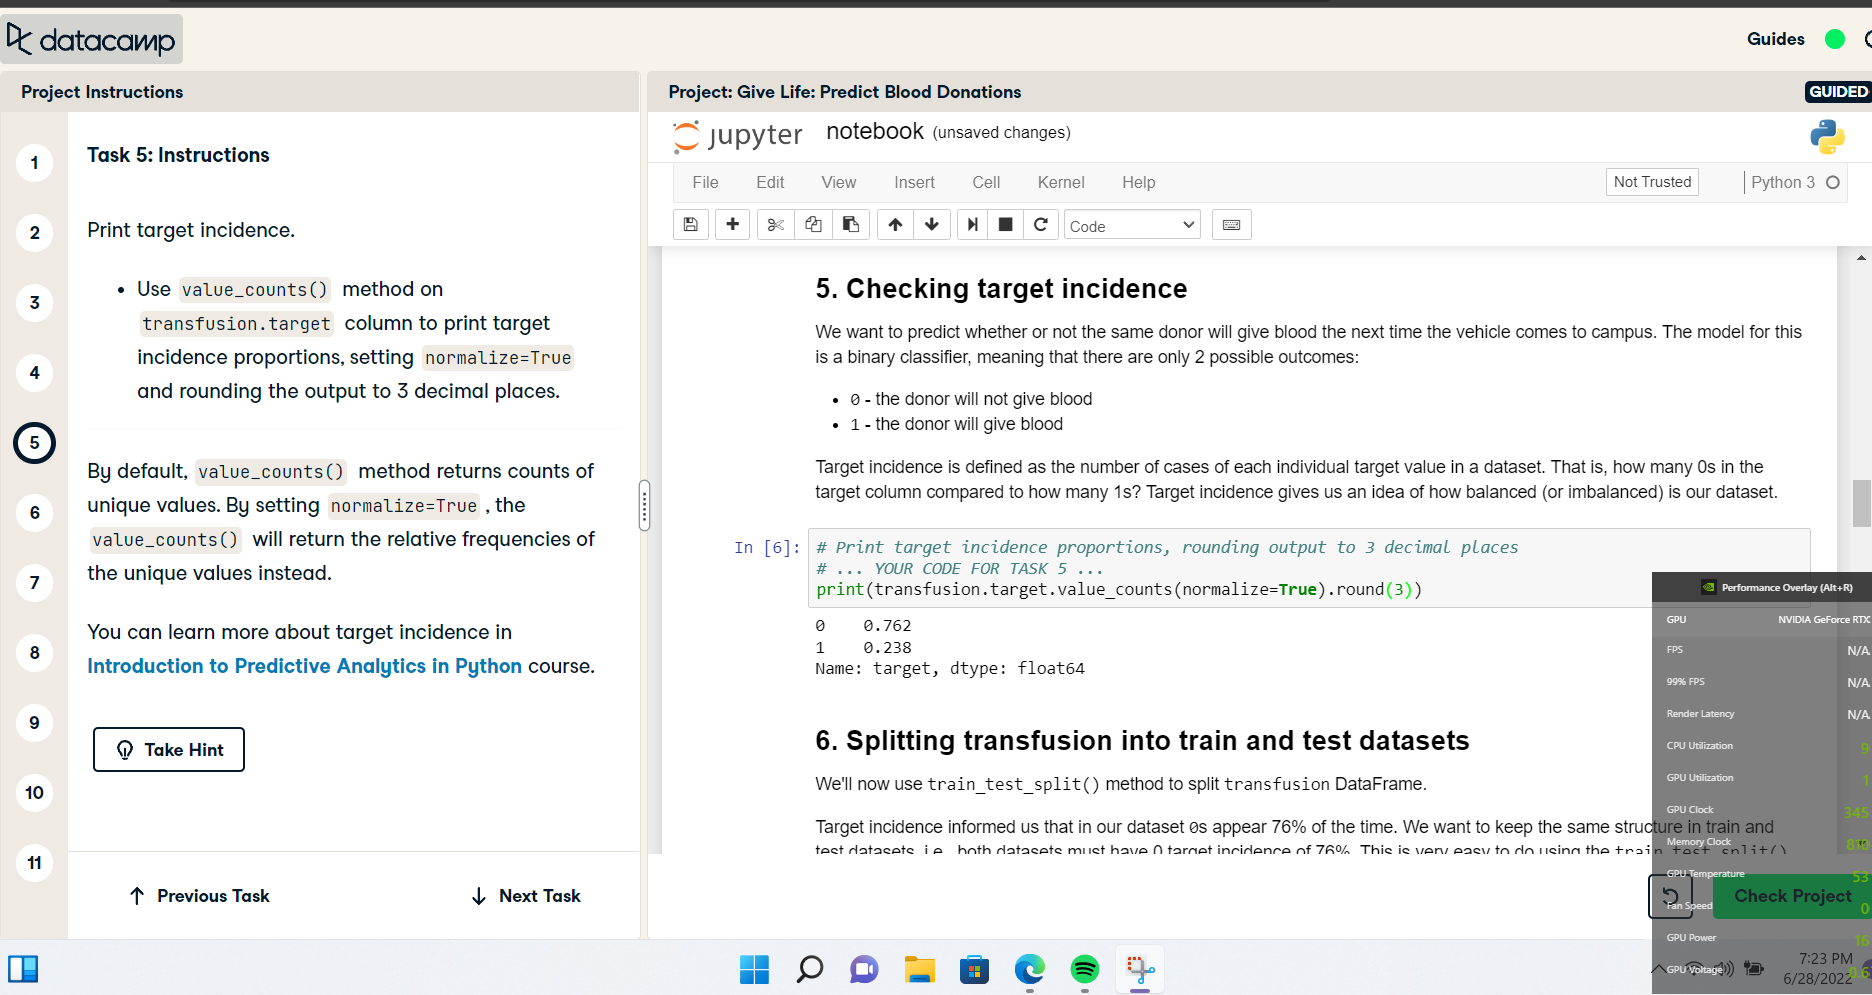 datacamp
Guides
Project Instructions
Project: Give Life: Predict Blood Donations
GUIDED
1
2
3
4
5
6
7
8
9
10
11
Task 5: Instructions
Print target incidence.
• Use value_counts() method on
transfusion.target column to print target
incidence proportions, setting normalize=True
and rounding the output to 3 decimal places.
By default, value_counts() method returns counts of
unique values. By setting normalize=True , the
value_counts() will return the relative frequencies of
the unique values instead.
You can learn more about target incidence in
Introduction to Predictive Analytics in Python course.
Take Hint
Previous Task
Next Task
jupyter notebook (unsaved changes)
File Edit View Insert Cell Kernel Help
Not Trusted
Python 3
Code
5. Checking target incidence
We want to predict whether or not the same donor will give blood the next time the vehicle comes to campus. The model for this
is a binary classifier, meaning that there are only 2 possible outcomes:
• 0 - the donor will not give blood
• 1 - the donor will give blood
Target incidence is defined as the number of cases of each individual target value in a dataset. That is, how many 0s in the
target column compared to how many 1s? Target incidence gives us an idea of how balanced (or imbalanced) is our dataset.
In [6]:
# Print target incidence proportions, rounding output to 3 decimal places
# ... YOUR CODE FOR TASK 5 ...
print(transfusion.target.value_counts(normalize=True).round(3))
0 0.762
1 0.238
Name: target, dtype: float64
6. Splitting transfusion into train and test datasets
We'll now use train_test_split() method to split transfusion DataFrame.
Target incidence informed us that in our dataset 0s appear 76% of the time. We want to keep the same structure in train and
test datasets, i.e., both datasets must have 0 target incidence of 76%. This is very easy to do using the train_test_split()
Performance Overlay (Alt+R)
GPU NVIDIA GeForce RTX
FPS N/A
99% FPS N/A
Render Latency N/A
CPU Utilization 9
GPU Utilization 1
GPU Clock 345
Memory Clock 810
GPU Temperature 53
Fan Speed 0
GPU Power 16
GPU Voltage 0.6
Check Project
7:23 PM
6/28/2022